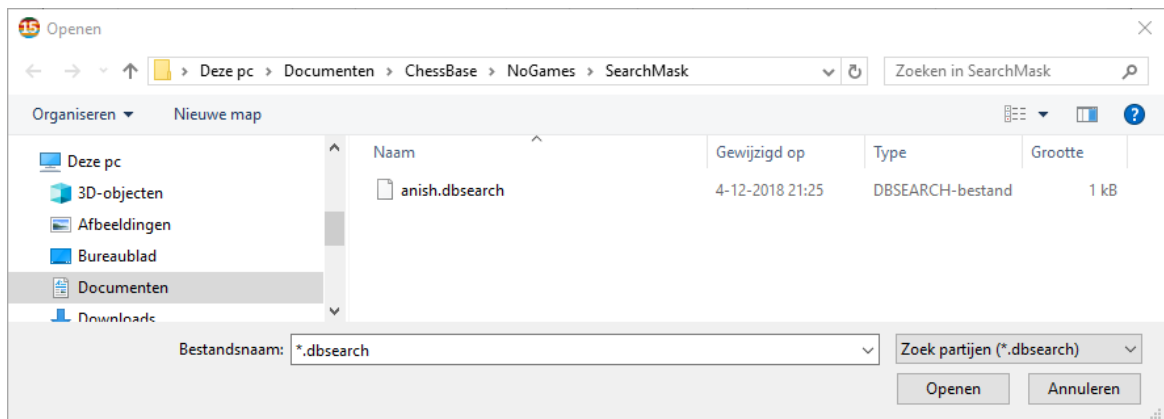 15 Openen
Deze pc > Documenten > ChessBase > NoGames > SearchMask
Zoeken in SearchMask
Organiseren Nieuwe map
Naam Gewijzigd op Type Grootte
Deze pc
3D-objecten
Afbeeldingen
Bureaublad
Documenten
Downloads
anish.dbsearch 4-12-2018 21:25 DBSEARCH-bestand 1 kB
Bestandsnaam: *.dbsearch Zoek partijen (*.dbsearch)
Openen Annuleren